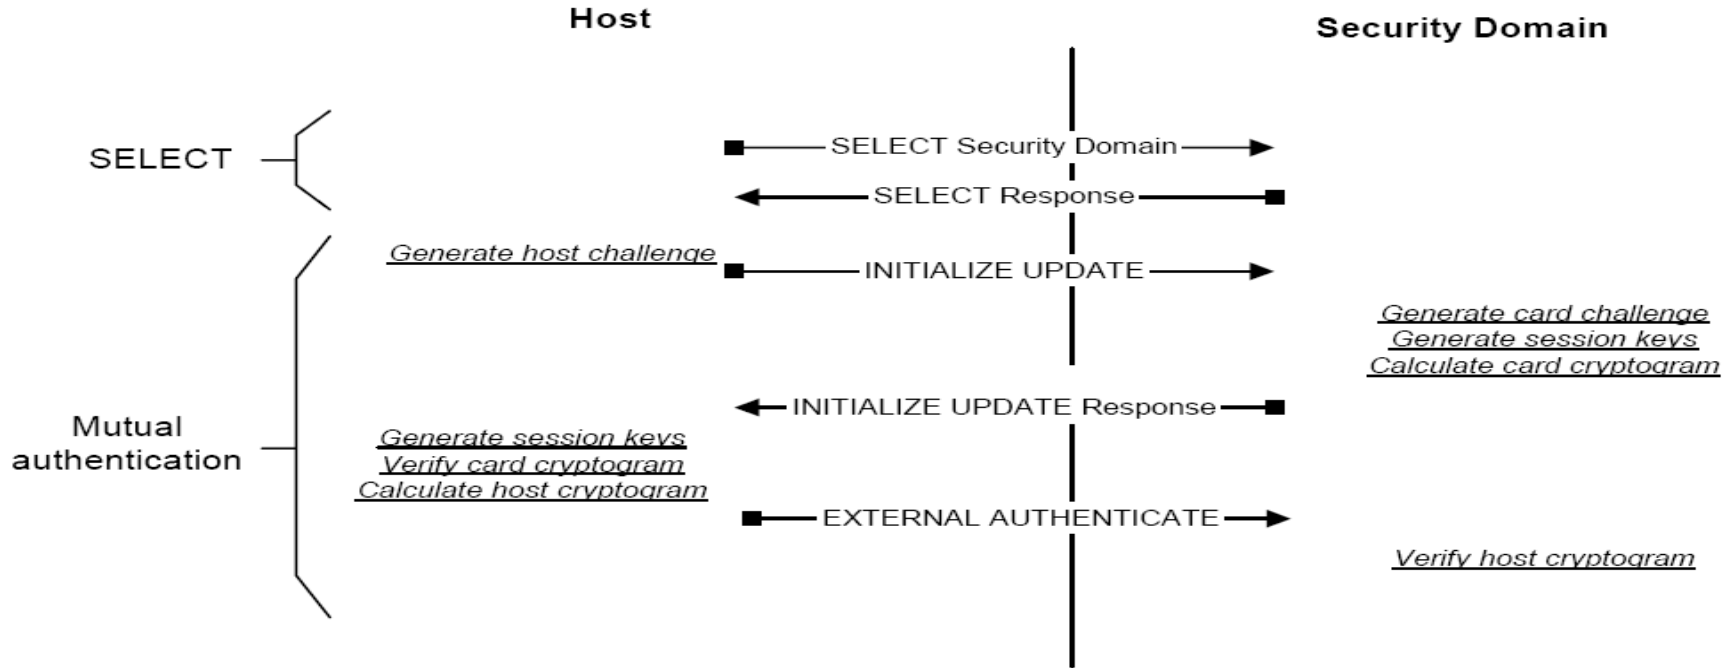 Host
Security Domain
SELECT
SELECT Security Domain
SELECT Response
Generate host challenge
INITIALIZE UPDATE
Generate card challenge
Generate session keys
Calculate card cryptogram
INITIALIZE UPDATE Response
Mutual
authentication
Generate session keys
Verify card cryptogram
Calculate host cryptogram
EXTERNAL AUTHENTICATE
Verify host cryptogram